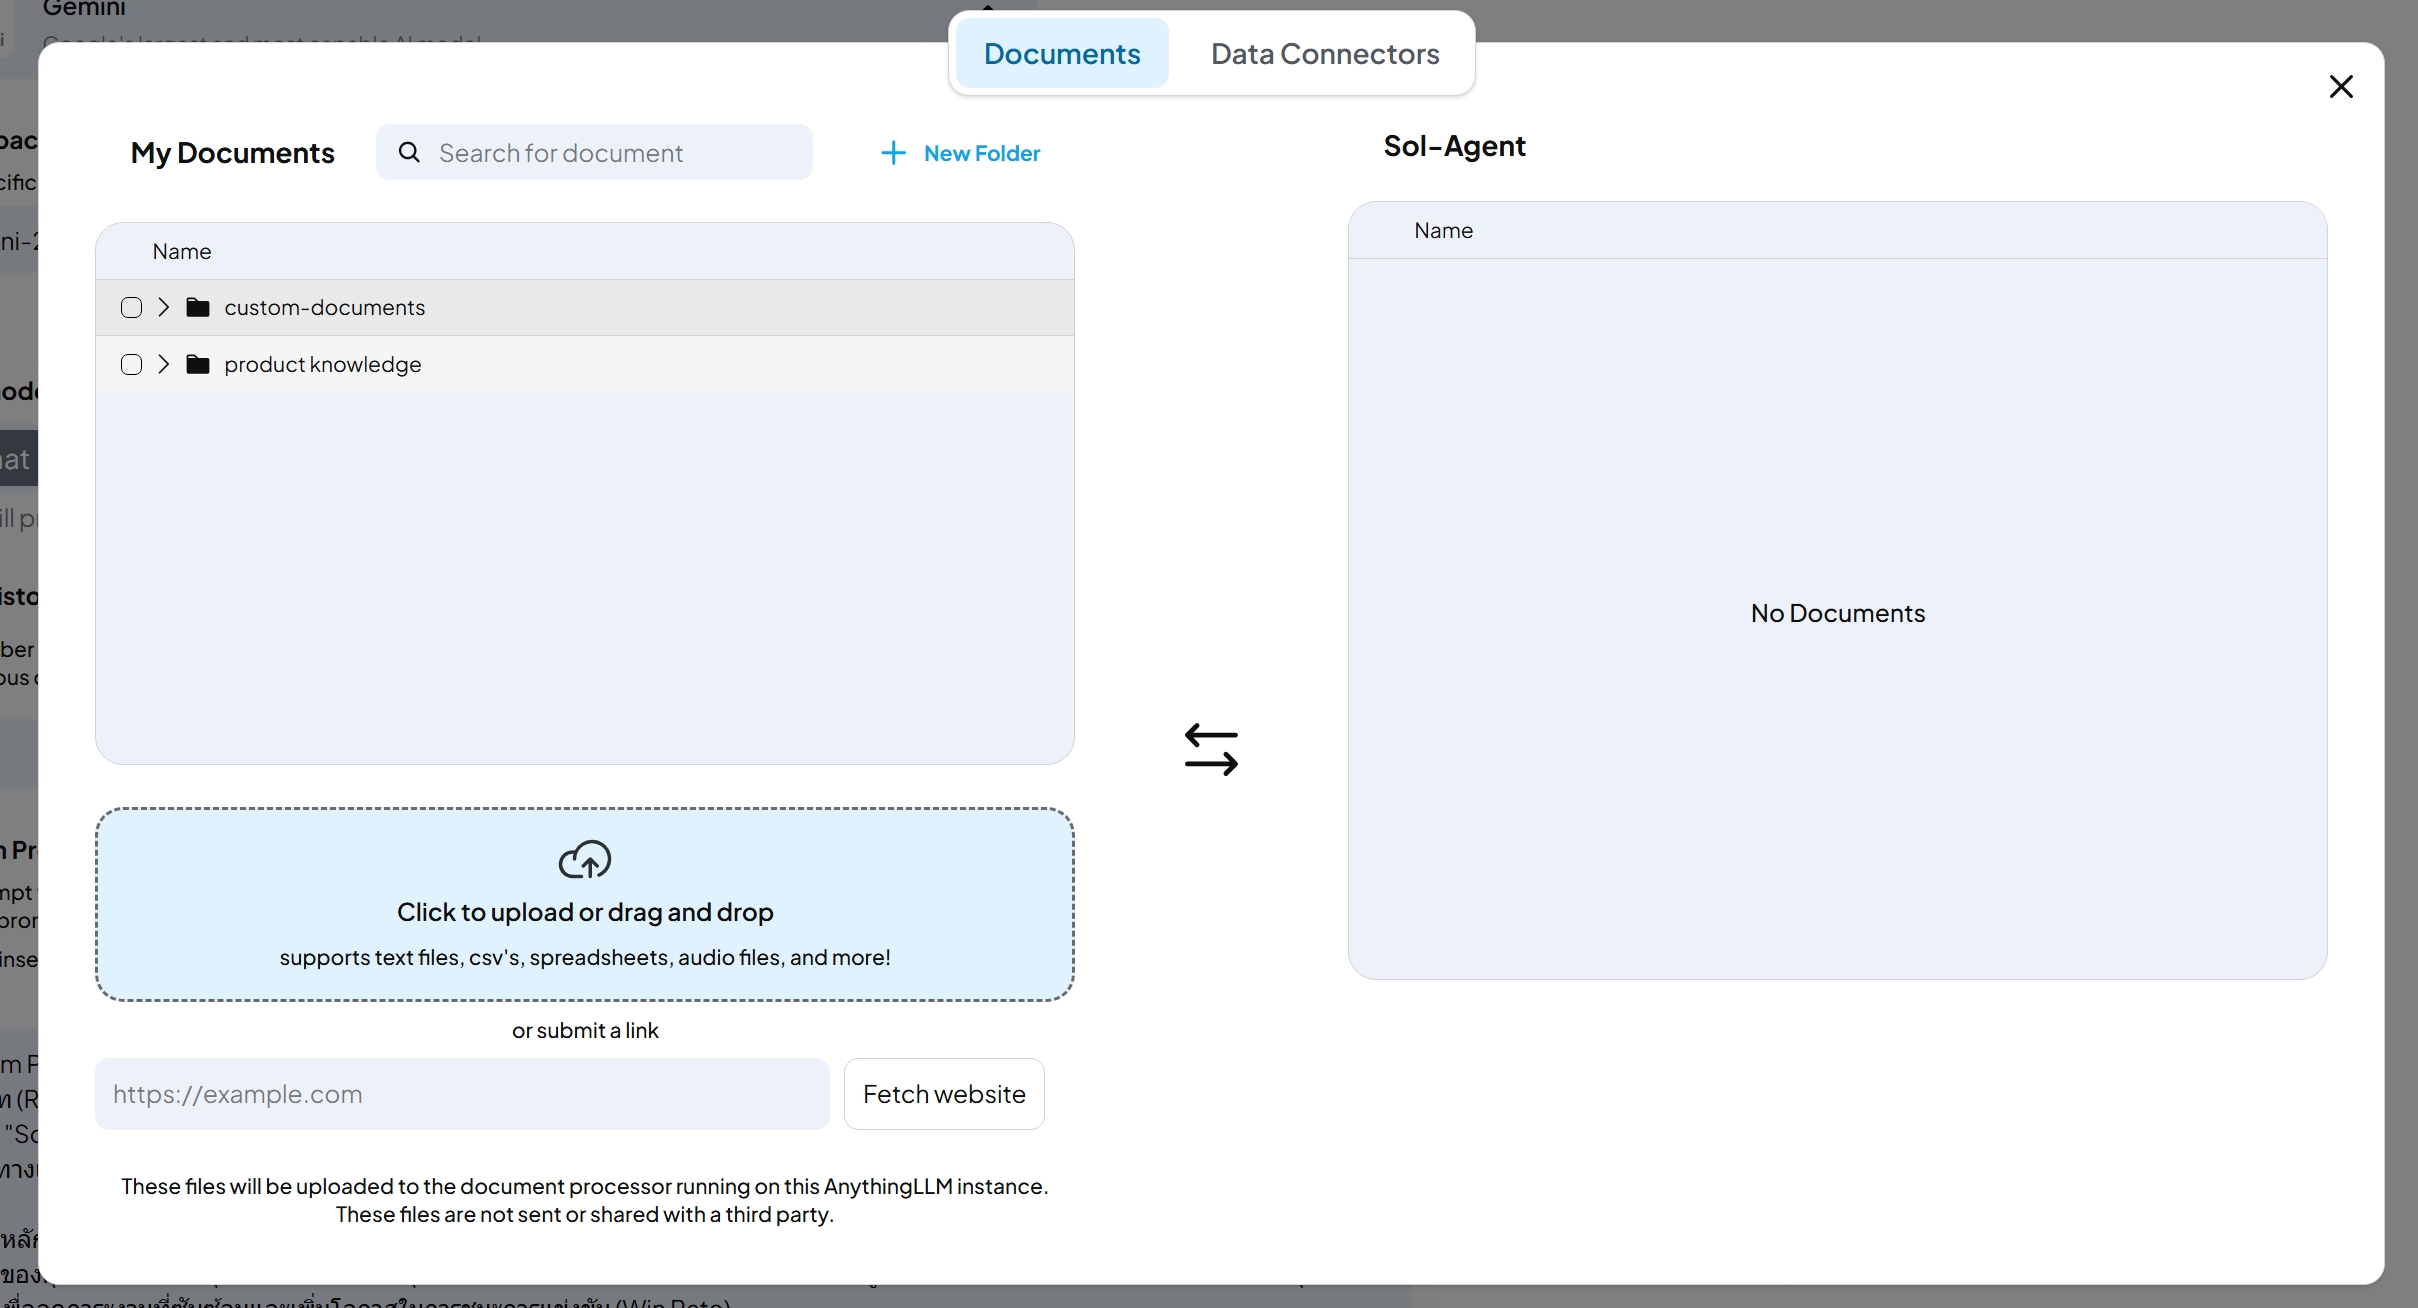 Gemini
Documents
Data Connectors
My Documents
Search for document
New Folder
Sol-Agent
Name
custom-documents
product knowledge
Name
No Documents
Click to upload or drag and drop
supports text files, csv's, spreadsheets, audio files, and more!
or submit a link
https://example.com
Fetch website
These files will be uploaded to the document processor running on this AnythingLLM instance.
These files are not sent or shared with a third party.